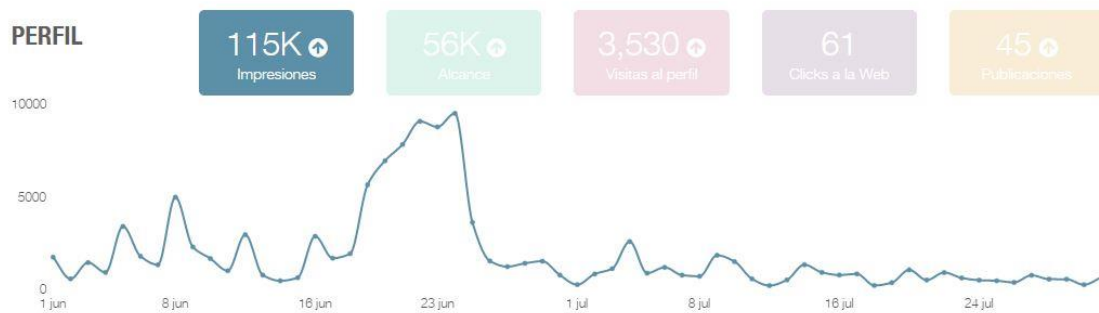 PERFIL
115K
Impresiones
56K
Alcance
3,530
Visitas al perfil
61
Clicks a la Web
45
Publicaciones
10000
5000
0
1 jun
8 jun
16 jun
23 jun
1 jul
8 jul
16 jul
24 jul